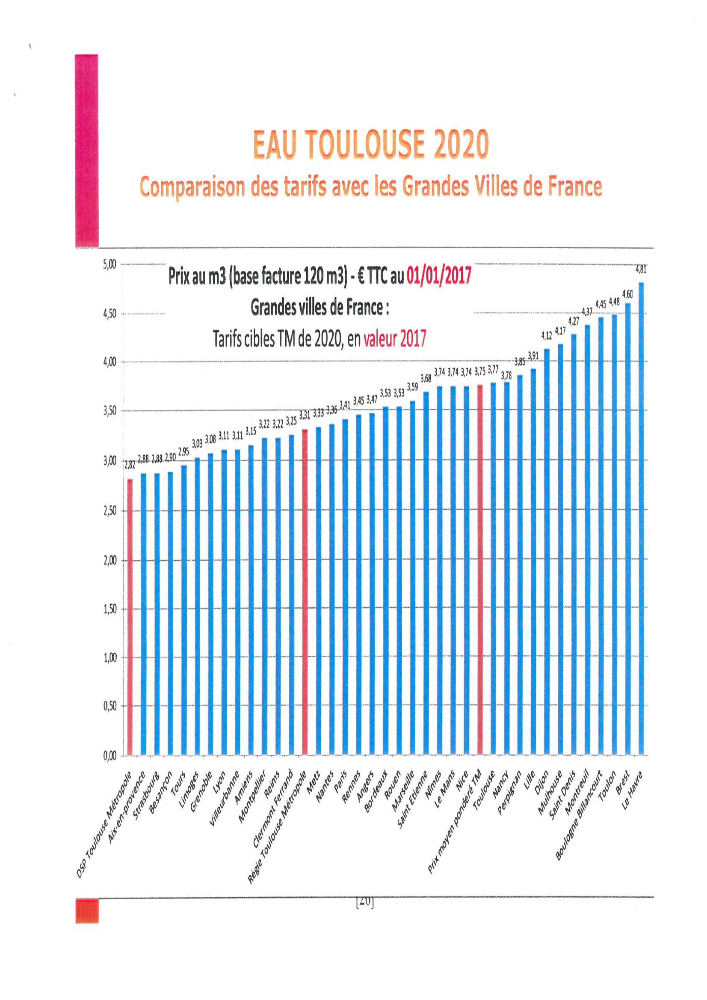 EAU TOULOUSE 2020
Comparaison des tarifs avec les Grandes Villes de France
Prix au m3 (base facture 120 m3) - € TTC au 01/01/2017
Grandes villes de France :
Tarifs cibles TM de 2020, en valeur 2017
5,00
4,50
4,00
3,50
3,00
2,50
2,00
1,50
1,00
0,50
0,00
2,82
2,88
2,88
2,90
2,95
3,03
3,08
3,11
3,11
3,15
3,22
3,22
3,25
3,31
3,33
3,36
3,41
3,45
3,47
3,53
3,53
3,59
3,68
3,74
3,74
3,74
3,75
3,77
3,78
3,85
3,91
4,12
4,17
4,27
4,37
4,45
4,48
4,60
4,81
DSP Toulouse Métropole
Aix-en-provence
Strasbourg
Besançon
Tours
Limoges
Grenoble
Lyon
Villeurbanne
Amiens
Montpellier
Reims
Clermont Ferrand
Régie Toulouse Métropole
Metz
Nantes
Paris
Rennes
Angers
Bordeaux
Rouen
Marseille
Saint Etienne
Nîmes
Le Mans
Nice
Prix moyen pondéré TM
Toulouse
Nancy
Perpignan
Lille
Dijon
Mulhouse
Saint Denis
Montreuil
Boulogne Billancourt
Toulon
Brest
Le Havre
[20]